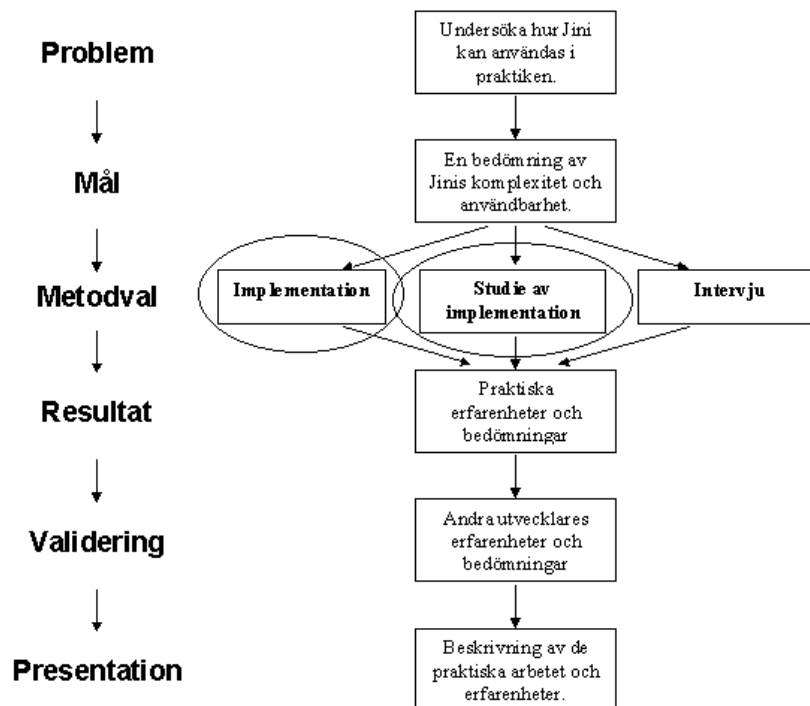 Problem
Undersöka hur Jini
kan användas i
praktiken.
Mål
En bedömning av
Jinis komplexitet och
användbarhet.
Metodval
Implementation
Studie av
implementation
Intervju
Resultat
Praktiska
erfarenheter och
bedömningar
Validering
Andra utvecklares
erfarenheter och
bedömningar
Presentation
Beskrivning av de
praktiska arbetet och
erfarenheter.